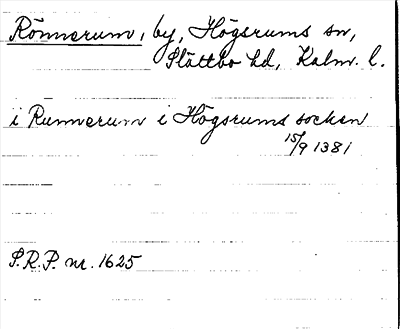 Rönnerum, by, Högsrums sn,
Slättbo hd, Kalm. l.
i Runnerum i Högsrums socken
15/9 1381
S.R.P. nr. 1625